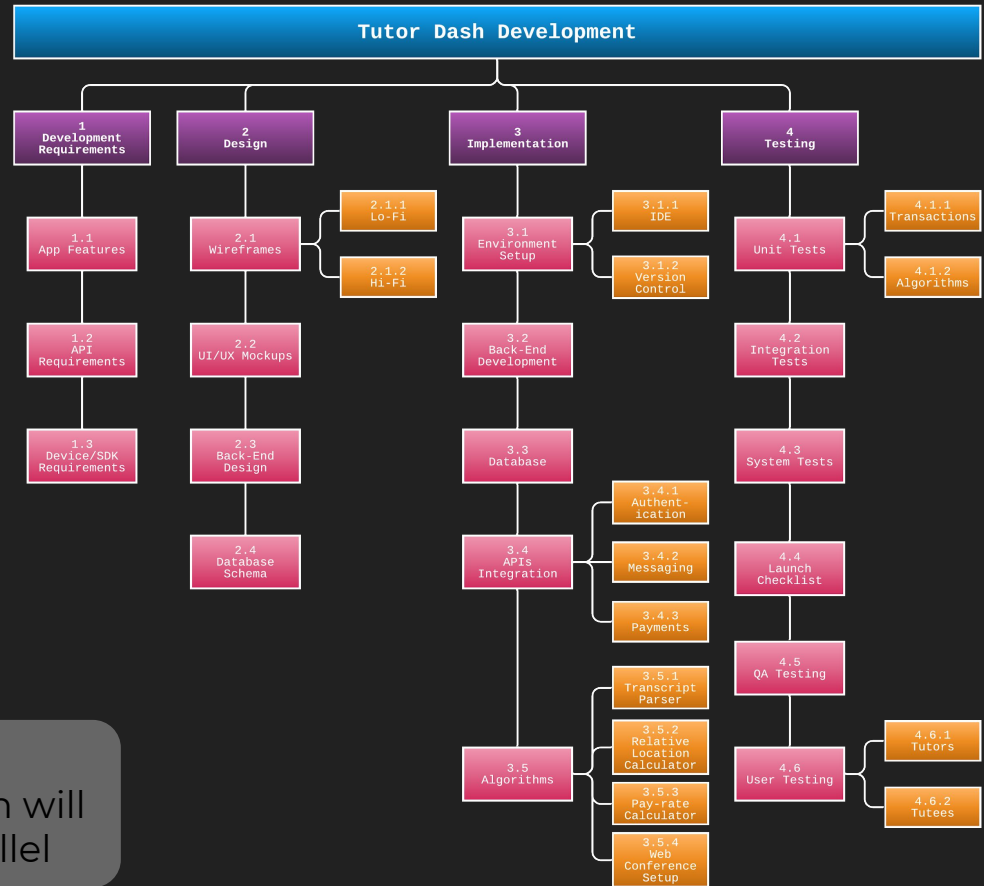 Tutor Dash Development
1
Development
Requirements
1.1
App Features
1.2
API
Requirements
1.3
Device/SDK
Requirements
2
Design
2.1
Wireframes
2.1.1
Lo-Fi
2.1.2
Hi-Fi
2.2
UI/UX Mockups
2.3
Back-End
Design
2.4
Database
Schema
3
Implementation
3.1
Environment
Setup
3.1.1
IDE
3.1.2
Version
Control
3.2
Back-End
Development
3.3
Database
3.4
APIs
Integration
3.4.1
Authent-
ication
3.4.2
Messaging
3.4.3
Payments
3.5
Algorithms
3.5.1
Transcript
Parser
3.5.2
Relative
Location
Calculator
3.5.3
Pay-rate
Calculator
3.5.4
Web
Conference
Setup
4
Testing
4.1
Unit Tests
4.1.1
Transactions
4.1.2
Algorithms
4.2
Integration
Tests
4.3
System Tests
4.4
Launch
Checklist
4.5
QA Testing
4.6
User Testing
4.6.1
Tutors
4.6.2
Tutees
will